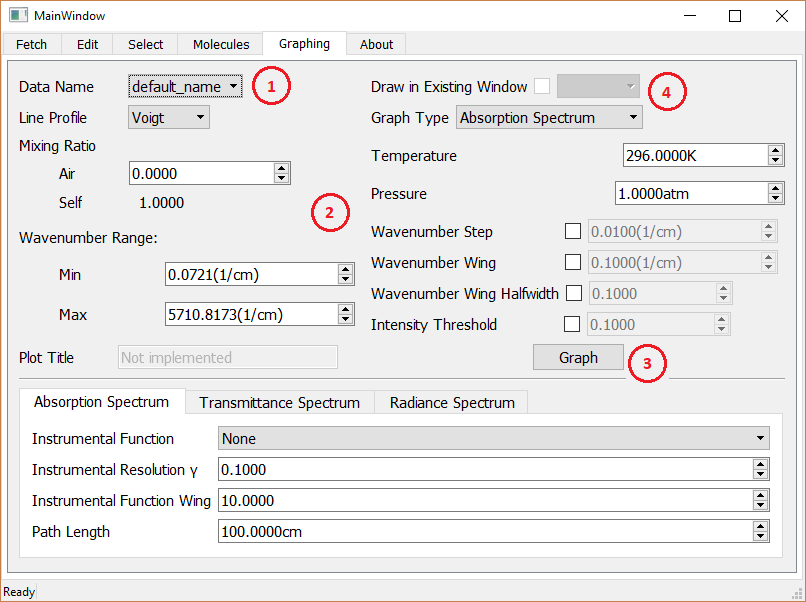 MainWindow
Fetch Edit Select Molecules Graphing About
Data Name default_name 1 Draw in Existing Window 4
Line Profile Voigt Graph Type Absorption Spectrum
Mixing Ratio
Temperature 296.0000K
Air 0.0000
Pressure 1.0000atm
Self 1.0000
2
Wavenumber Step 0.0100(1/cm)
Wavenumber Range:
Wavenumber Wing 0.1000(1/cm)
Min 0.0721(1/cm)
Wavenumber Wing Halfwidth 0.1000
Max 5710.8173(1/cm)
Intensity Threshold 0.1000
Plot Title Not implemented Graph 3
Absorption Spectrum Transmittance Spectrum Radiance Spectrum
Instrumental Function None
Instrumental Resolution γ 0.1000
Instrumental Function Wing 10.0000
Path Length 100.0000cm
Ready